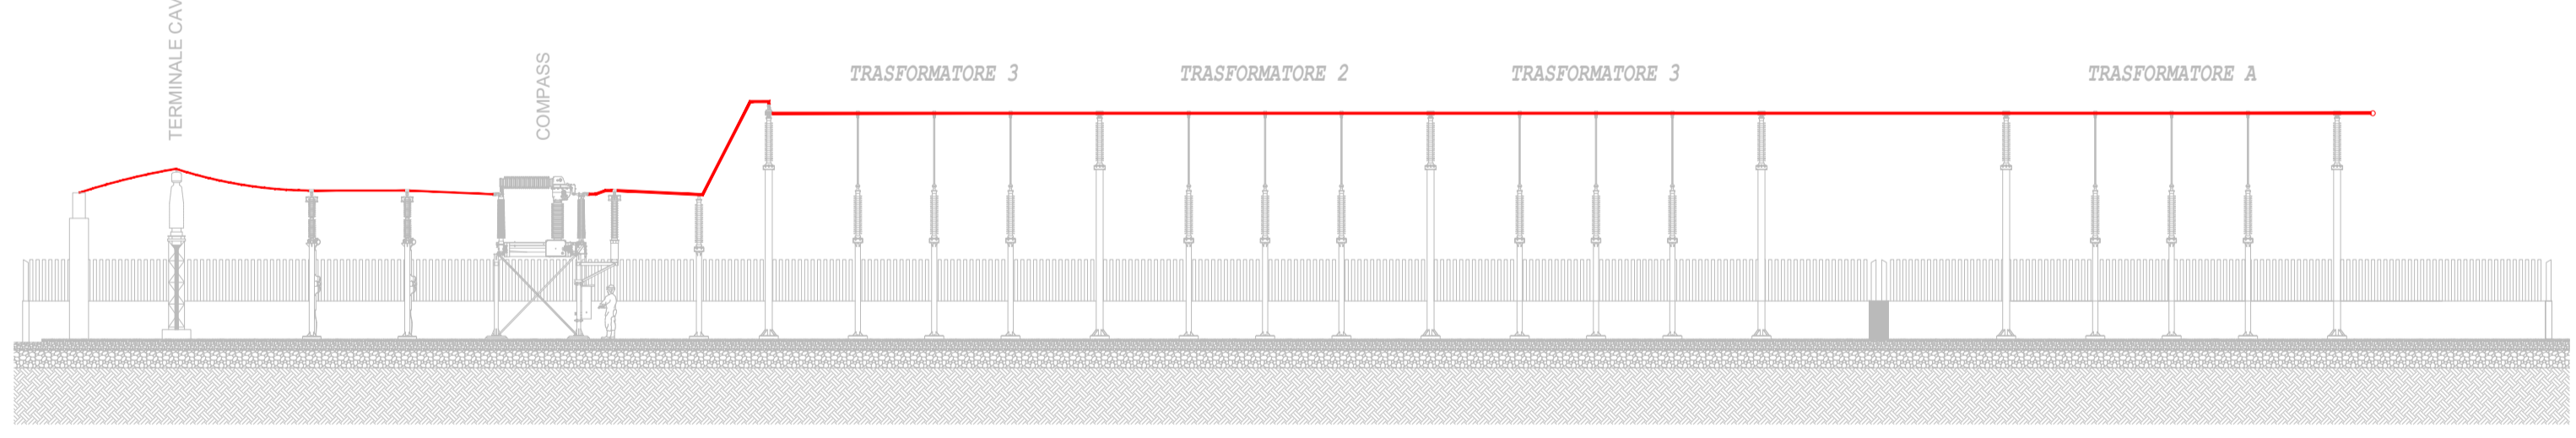 TERMINALE CAV
COMPASS
TRASFORMATORE 3
TRASFORMATORE 2
TRASFORMATORE 3
TRASFORMATORE A